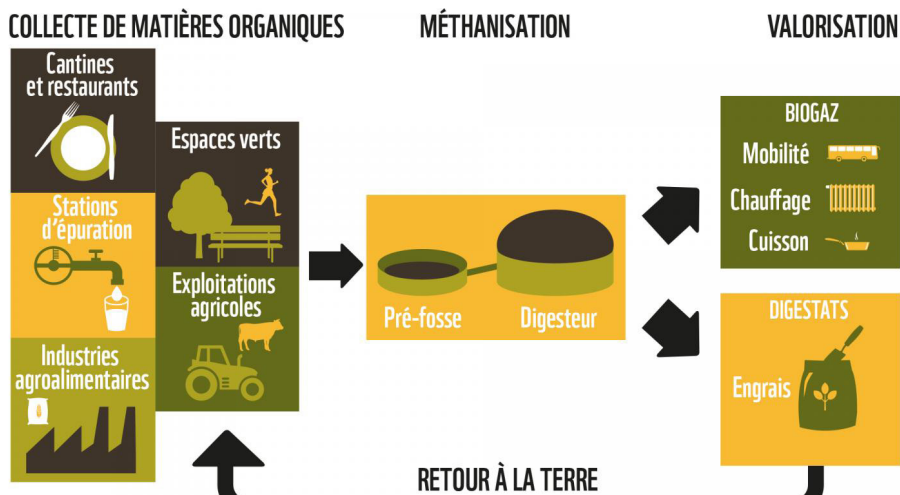 COLLECTE DE MATIÈRES ORGANIQUES
MÉTHANISATION
VALORISATION
Cantines
et restaurants
Espaces verts
Stations
d'épuration
Exploitations
agricoles
Industries
agroalimentaires
Pré-fosse
Digesteur
BIOGAZ
Mobilité
Chauffage
Cuisson
DIGESTATS
Engrais
RETOUR À LA TERRE